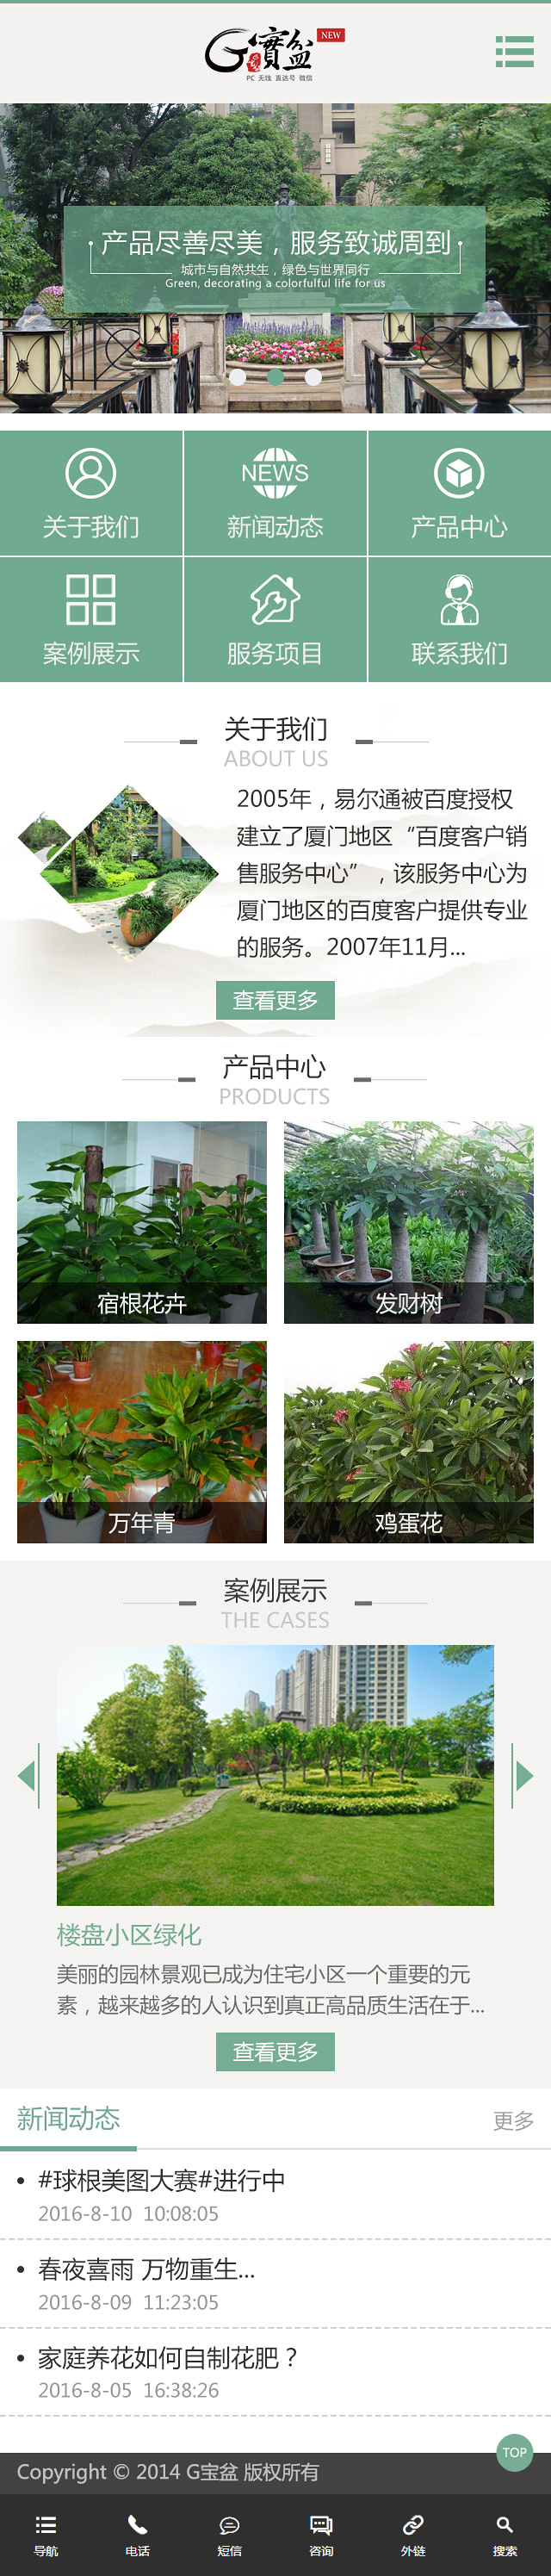 G宝盆
NEW
PC 无线 直达号 微信
产品尽善尽美，服务致诚周到
城市与自然共生，绿色与世界同行
Green, decorating a colorfulful life for us
关于我们
NEWS
新闻动态
产品中心
案例展示
服务项目
联系我们
关于我们
ABOUT US
2005年，易尔通被百度授权
建立了厦门地区“百度客户销
售服务中心”，该服务中心为
厦门地区的百度客户提供专业
的服务。2007年11月...
查看更多
产品中心
PRODUCTS
宿根花卉
发财树
万年青
鸡蛋花
案例展示
THE CASES
楼盘小区绿化
美丽的园林景观已成为住宅小区一个重要的元
素，越来越多的人认识到真正高品质生活在于...
查看更多
新闻动态
更多
• #球根美图大赛#进行中
2016-8-10 10:08:05
• 春夜喜雨 万物重生...
2016-8-09 11:23:05
• 家庭养花如何自制花肥？
2016-8-05 16:38:26
TOP
Copyright © 2014 G宝盆 版权所有
导航
电话
短信
咨询
外链
搜索